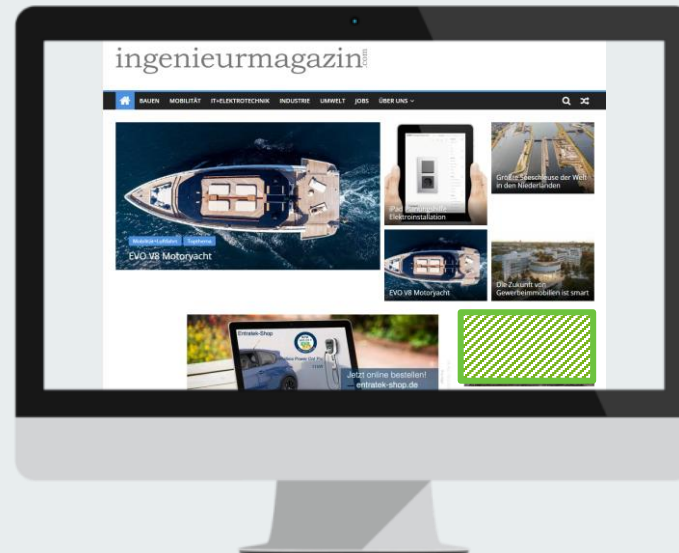 ingenieurmagazin.com
BAUEN MOBILITÄT IT+ELEKTROTECHNIK INDUSTRIE UMWELT JOBS ÜBER UNS
Mobilität+Luftfahrt Topthema
EVO V8 Motoryacht
iPad
Elektroinstallation
Größte Seeschleuse der Welt
in den Niederlanden
EVO V8 Motoryacht
Die Zukunft von
Gewerbeimmobilien ist smart
Entratek-Shop
Jetzt online bestellen!
entratek-shop.de